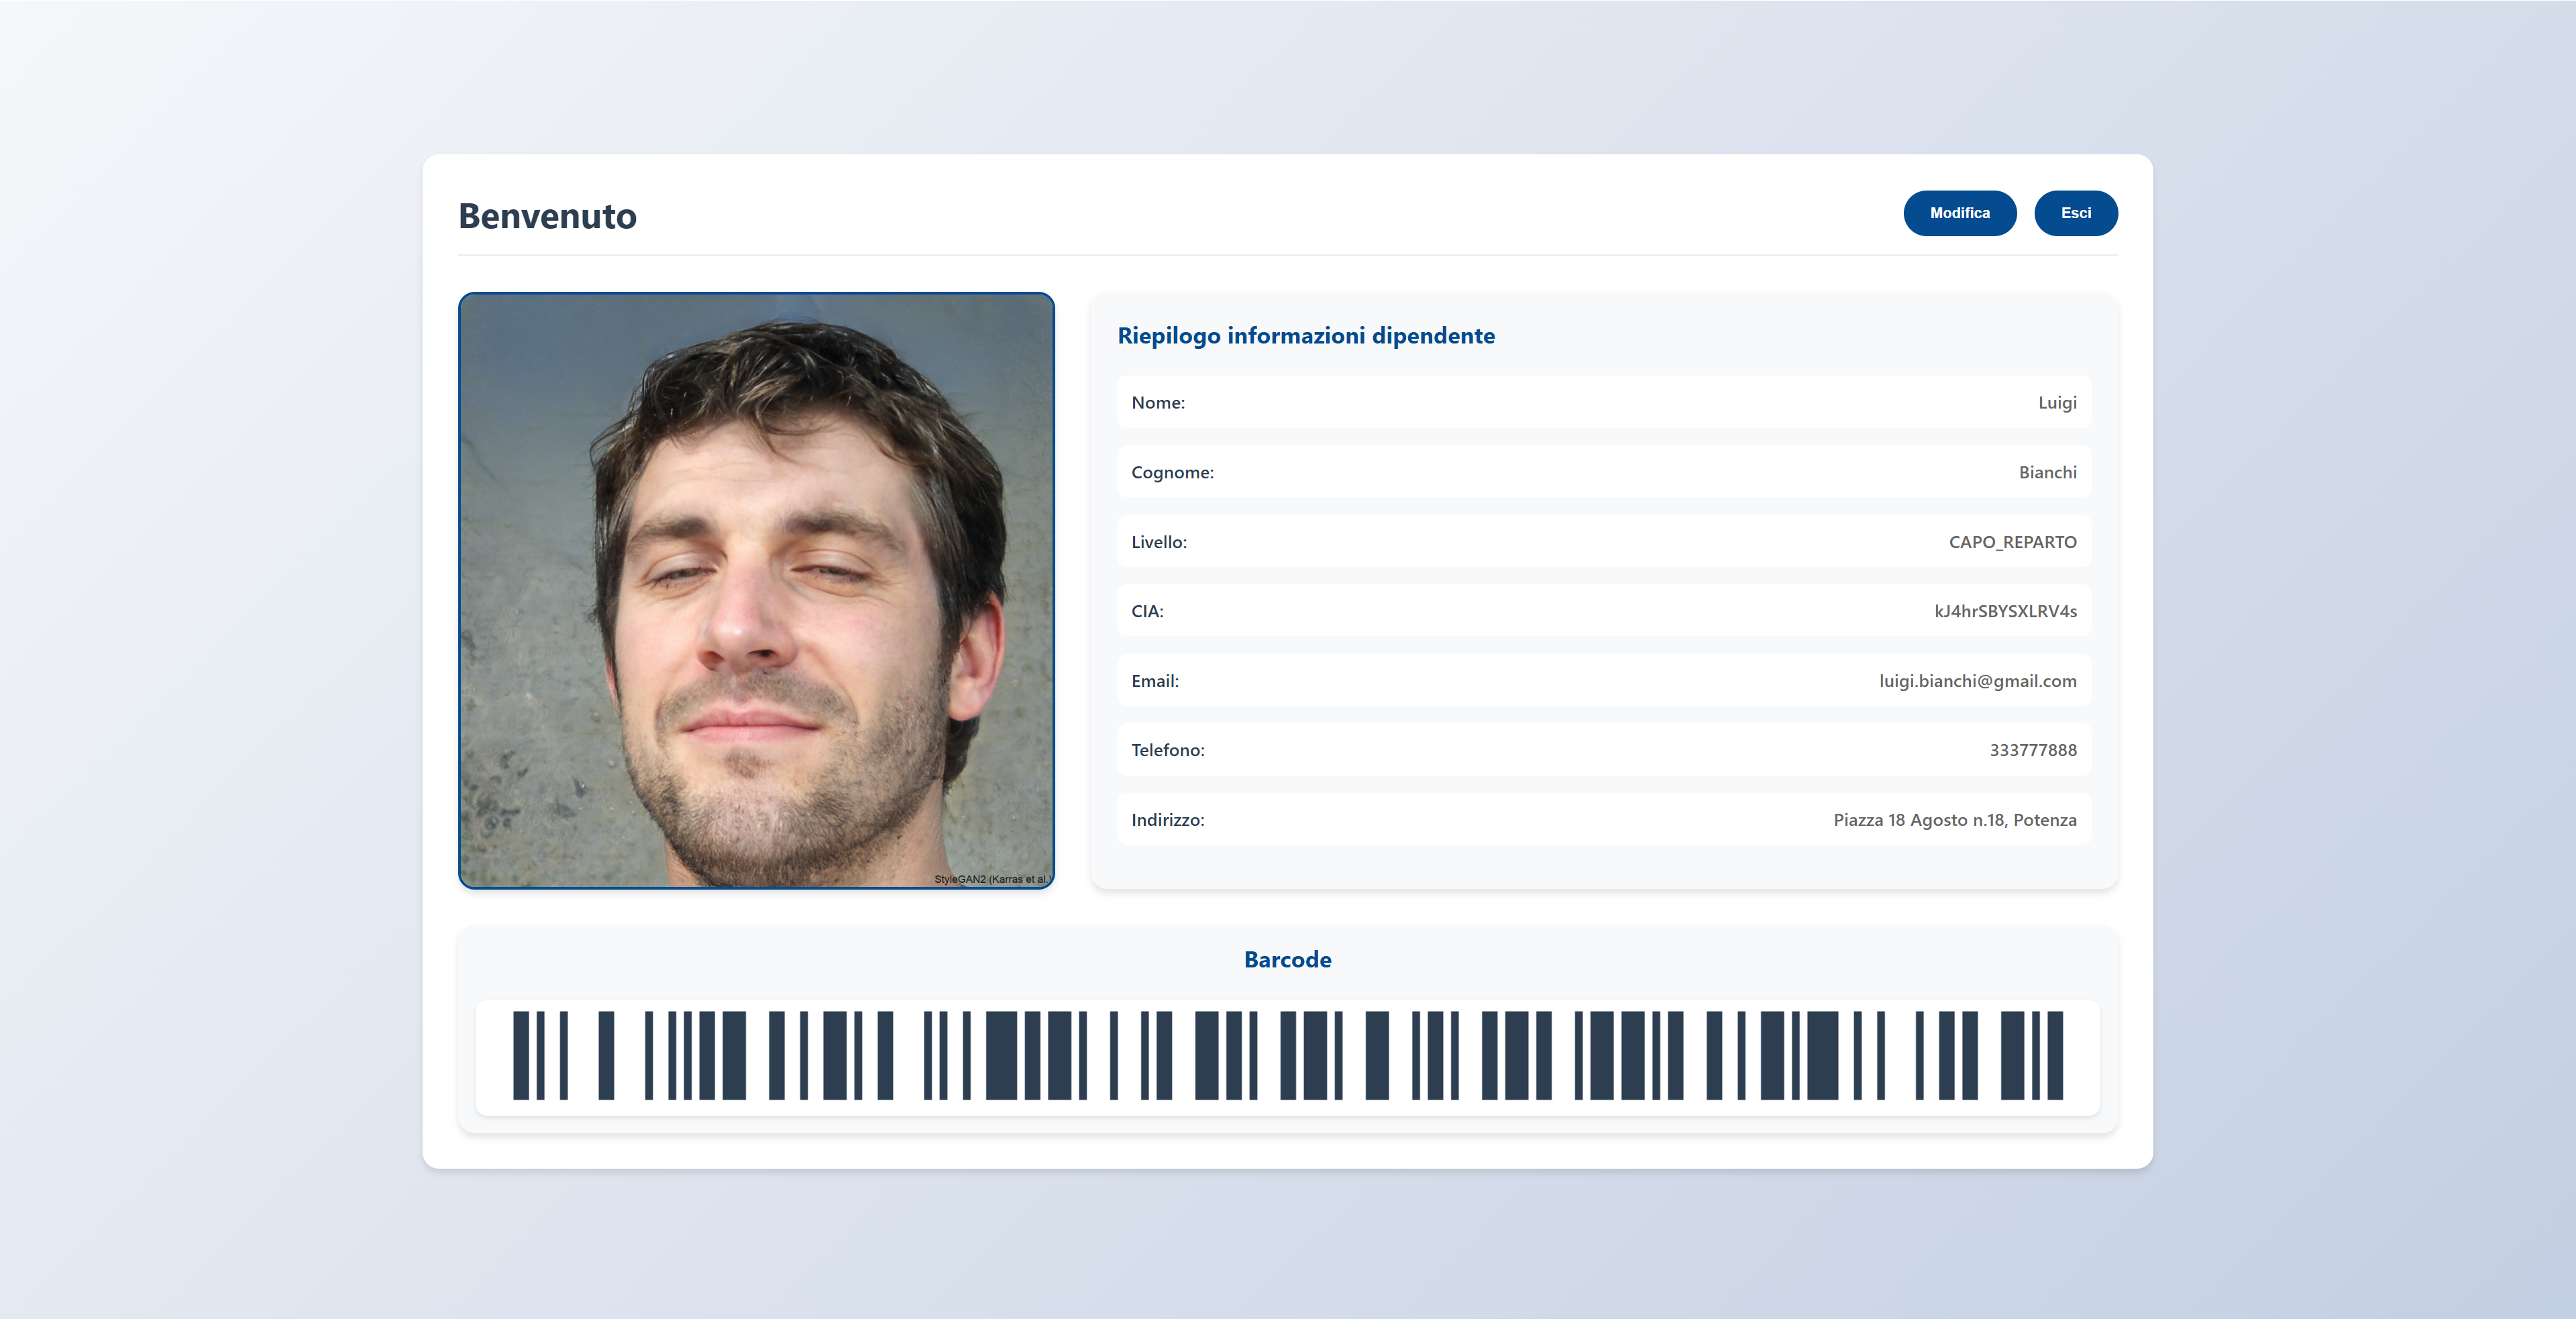 Benvenuto
Modifica
Esci
StyleGAN2 (Karras et al.)
Riepilogo informazioni dipendente
Nome: Luigi
Cognome: Bianchi
Livello: CAPO_REPARTO
CIA: kJ4hrSBYSXLRV4s
Email: luigi.bianchi@gmail.com
Telefono: 333777888
Indirizzo: Piazza 18 Agosto n.18, Potenza
Barcode